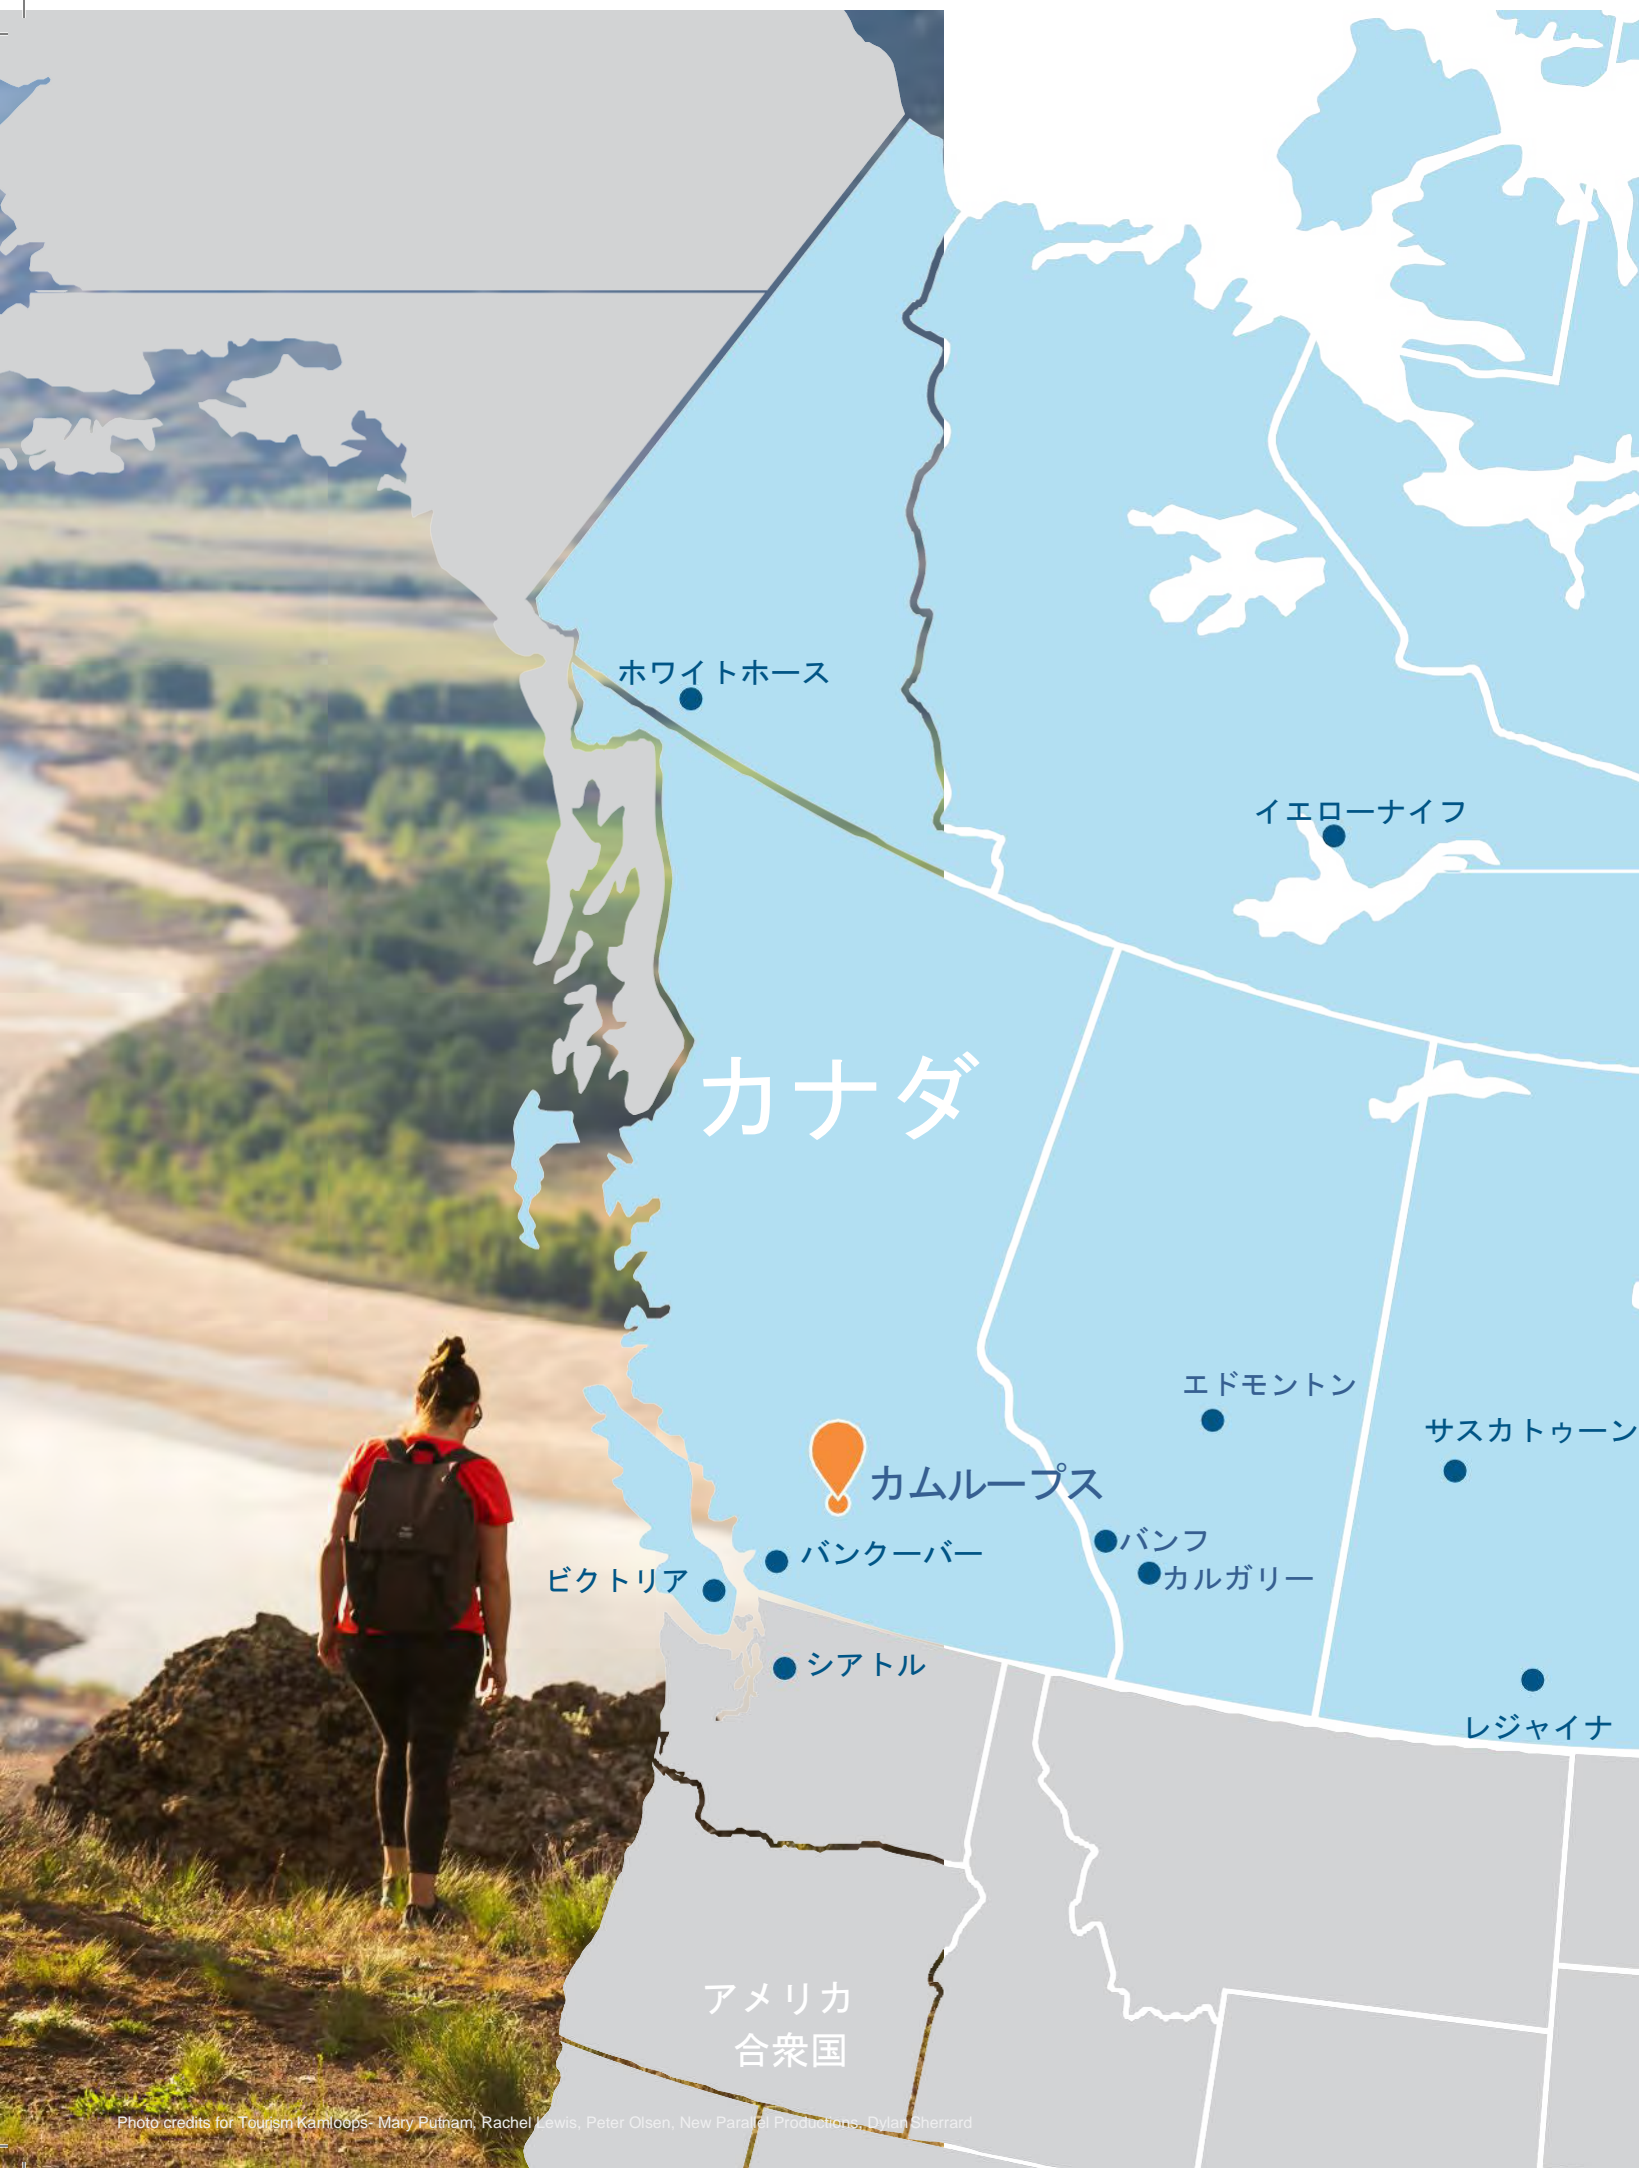 ホワイトホース
イエローナイフ
カナダ
エドモントン
サスカトゥーン
カムループス
バンフ
バンクーバー
カルガリー
ビクトリア
シアトル
レジャイナ
アメリカ
合衆国
Photo credits for Tourism Kamloops- Mary Putnam, Rachel Lewis, Peter Olsen, New Parallel Productions, Dylan Sherrard